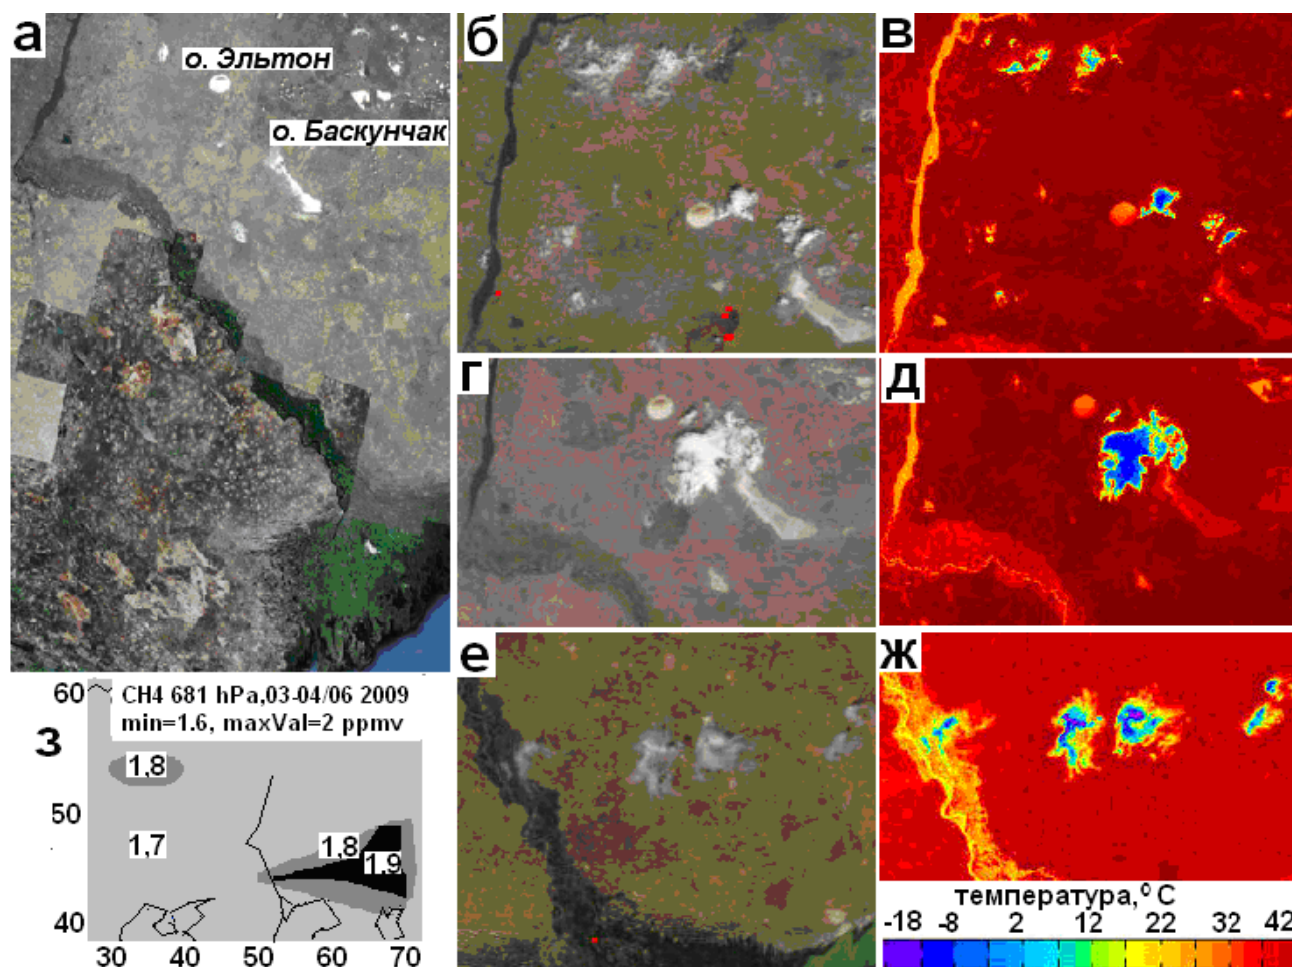 а
о. Эльтон
о. Баскунчак
б
в
г
д
е
ж
температура,⁰ С
-18 -8 2 12 22 32 42
з
CH4 681 hPa,03-04/06 2009
min=1.6, maxVal=2 ppmv
60
1,8
50
1,7
1,8
1,9
40
30 40 50 60 70